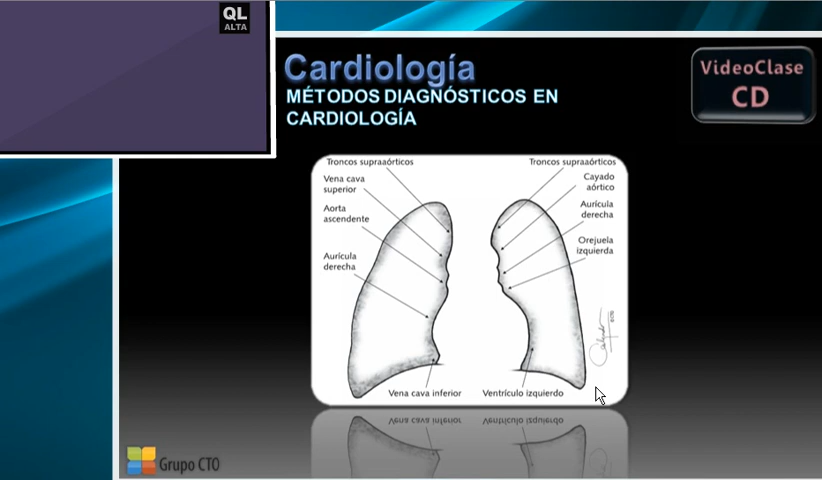 QL
ALTA
Cardiología
MÉTODOS DIAGNÓSTICOS EN
CARDIOLOGÍA
VideoClase
CD
Troncos supraaórticos
Vena cava
superior
Aorta
ascendente
Aurícula
derecha
Vena cava inferior
Troncos supraaórticos
Cayado
aórtico
Aurícula
derecha
Orejuela
izquierda
Ventrículo izquierdo
Grupo CTO